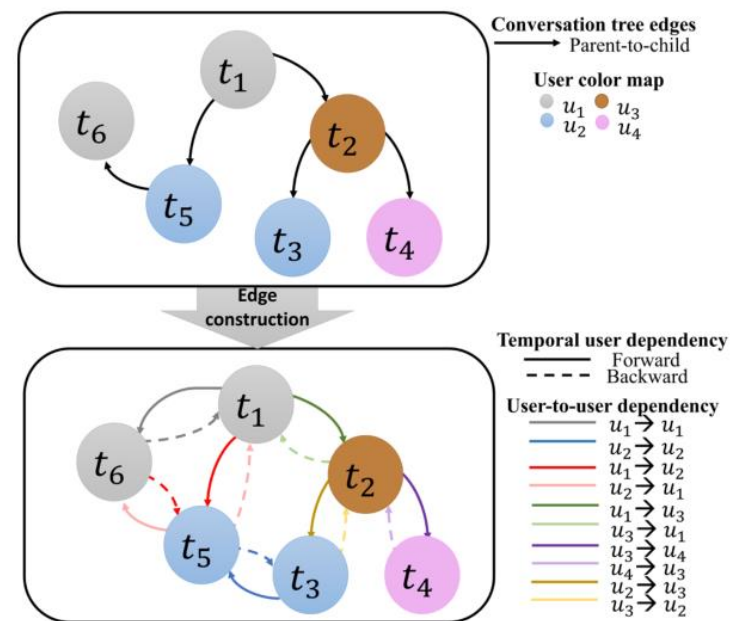 Conversation tree edges
Parent-to-child
User color map
u₁ u₃
u₂ u₄
t₁
t₆
t₂
t₅
t₃
t₄
Edge
construction
Temporal user dependency
Forward
Backward
User-to-user dependency
u₁→ u₁
u₂→ u₂
u₁→ u₂
u₂→ u₁
u₁→ u₃
u₃→ u₁
u₃→ u₄
u₄→ u₃
u₂→ u₃
u₃→ u₂
t₁
t₆
t₂
t₅
t₃
t₄